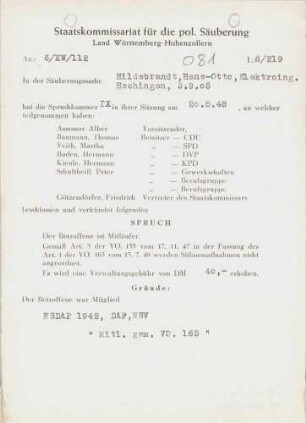 Staatskommissariat für die pol. Säuberung
Land Württemberg-Hohenzollern
Az.: 6/XV/112 081 L.6/219
In der Säuberungssache Hildebrandt, Hans-Otto, Elektroing.
Hechingen, 3.9.05
hat die Spruchkammer IX in ihrer Sitzung am 20.8.48, an welcher
teilgenommen haben:
Assessor Alber Vorsitzender,
Baumann, Thomas Beisitzer — CDU
Veith, Martha „ — SPD
Boden, Hermann „ — DVP
Kienle, Hermann „ — KPD
Schultheiß, Peter „ — Gewerkschaften
„ — Berufsgruppe
„ — Berufsgruppe
Götzendörfer, Friedrich Vertreter des Staatskommissars
beschlossen und verkündet folgenden
SPRUCH
Der Betroffene ist Mitläufer.
Gemäß Art. 3 der VO. 133 vom 17. 11. 47 in der Fassung des
Art. 1 der VO. 165 vom 13. 7. 48 werden Sühnemaßnahmen nicht
angeordnet.
Es wird eine Verwaltungsgebühr von DM 40,- erhoben.
Gründe:
Der Betroffene war Mitglied
NSDAP 1942, DAF, NSV
" Mitl. gem. VO. 165 "